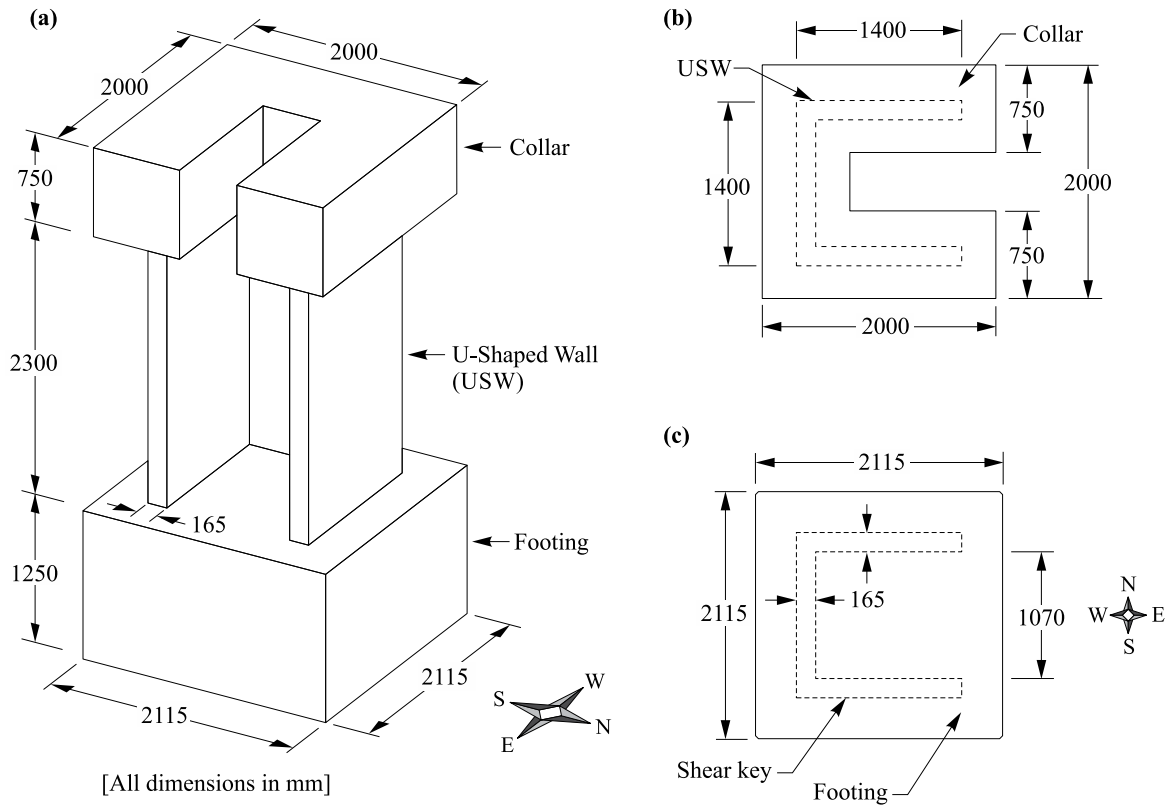 (a)
2000
2000
750
Collar
2300
U-Shaped Wall
(USW)
165
Footing
1250
2115
2115
S
W
E
N
[All dimensions in mm]
(b)
1400
Collar
USW
750
1400
2000
750
2000
(c)
2115
165
2115
1070
N
W
E
S
Shear key
Footing